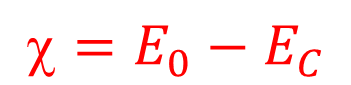 χ = E₀ − E_C